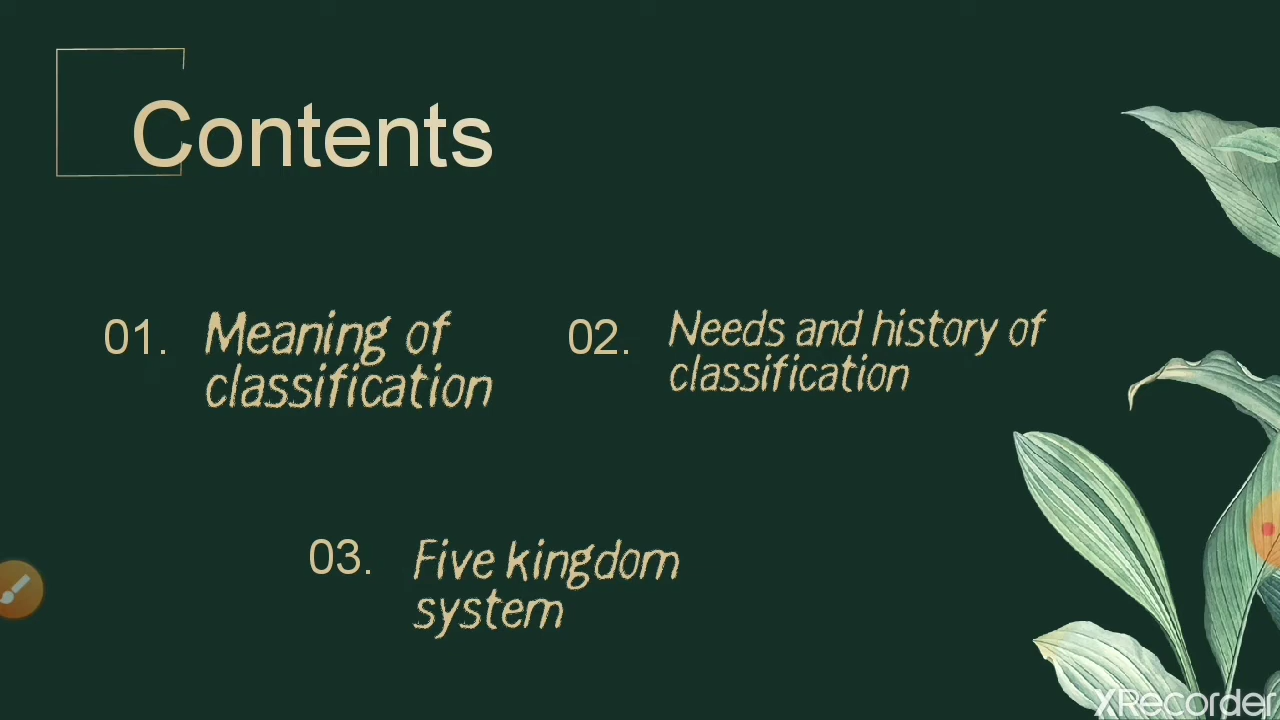 Contents
01. Meaning of
classification
02. Needs and history of
classification
03. Five kingdom
system
XRecorder